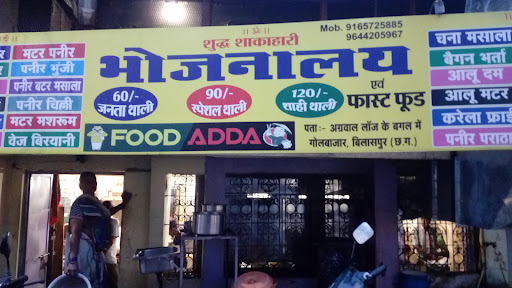 Mob. 9165725885
9644205967
।। ॐ ।।
शुद्ध शाकाहारी
भोजनालय
एवं
फास्ट फूड
60/-
जनता थाली
90/-
स्पेशल थाली
120/-
शाही थाली
FOOD ADDA
पता:- अग्रवाल लॉज के बगल में
गोलबाजार, बिलासपुर (छ.ग.)
मटर पनीर
पनीर भुंजी
पनीर बटर मसाला
पनीर चिल्ली
मटर मशरूम
वेज बिरयानी
चना मसाला
बैगन भर्ता
आलू दम
आलू मटर
करेला फ्राई
पनीर पराठा